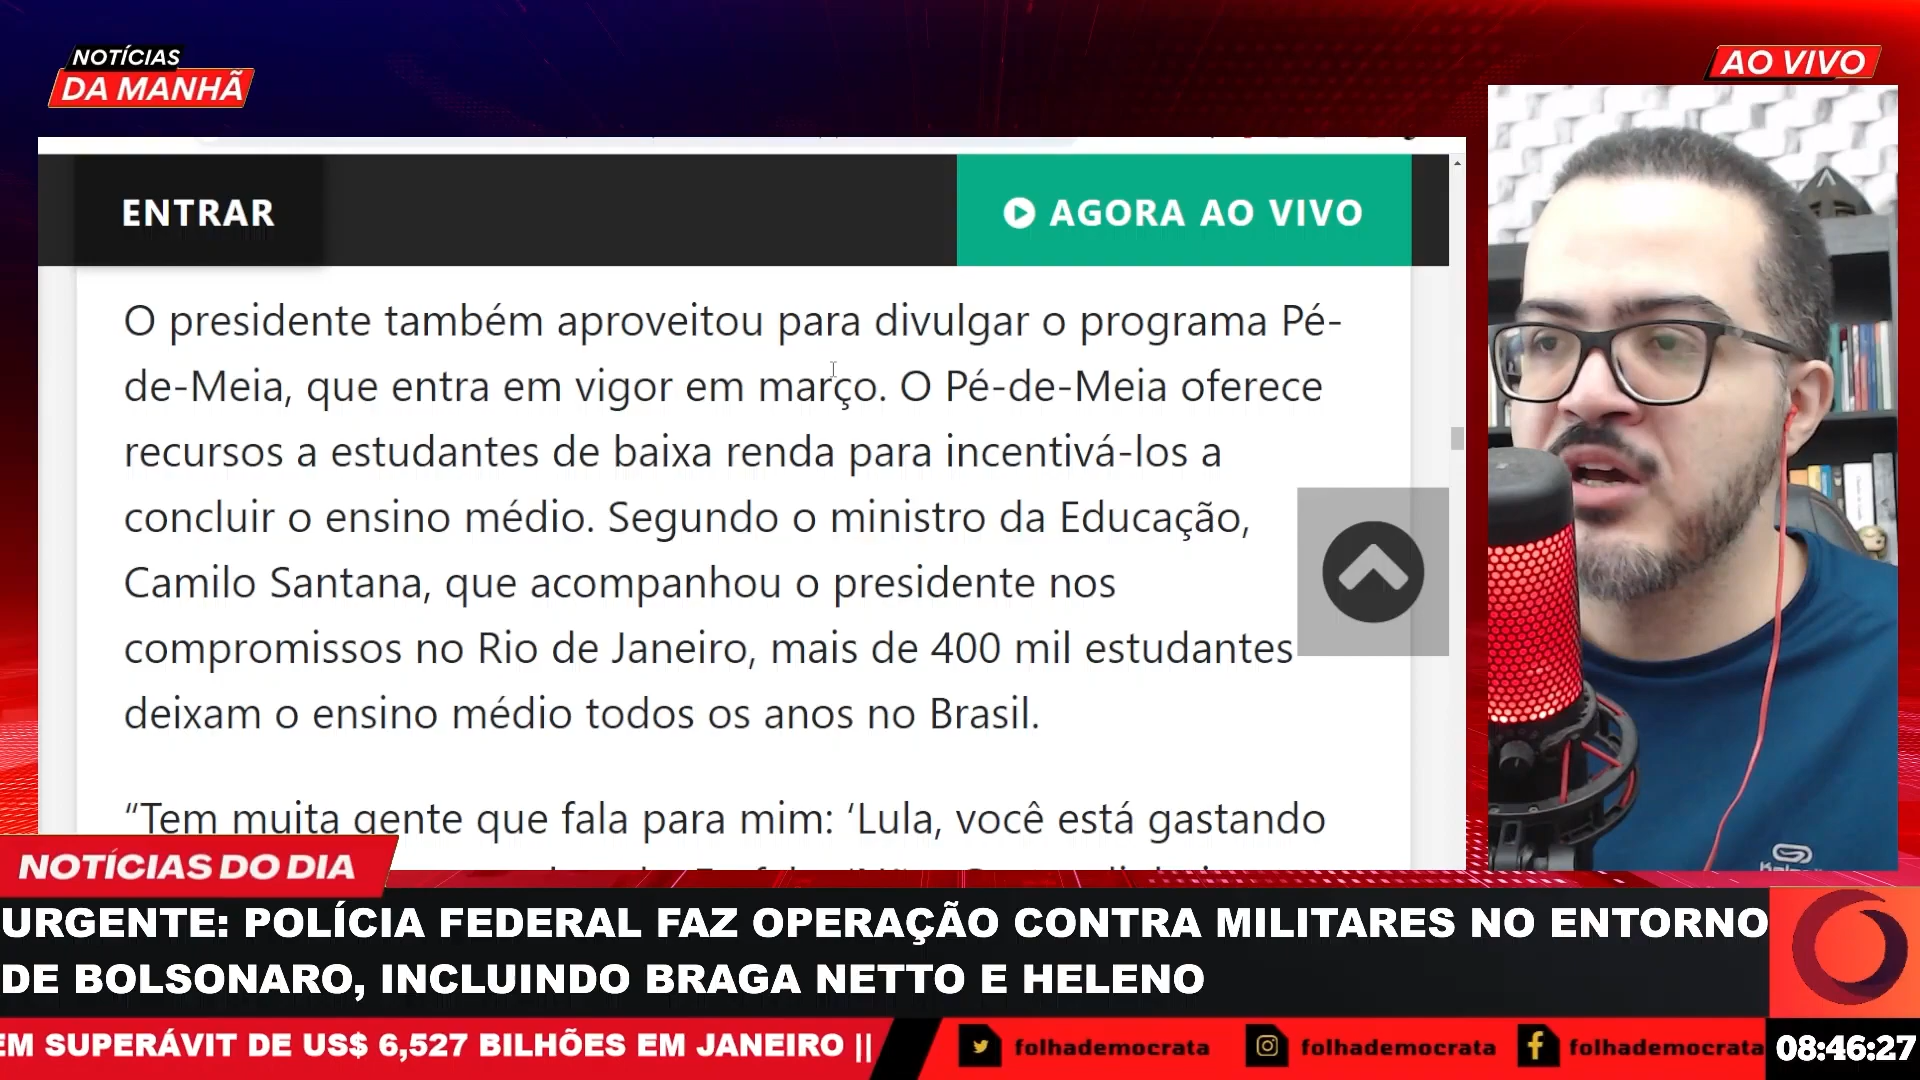 NOTÍCIAS
DA MANHÃ
AO VIVO
ENTRAR
AGORA AO VIVO
O presidente também aproveitou para divulgar o programa Pé-
de-Meia, que entra em vigor em março. O Pé-de-Meia oferece
recursos a estudantes de baixa renda para incentivá-los a
concluir o ensino médio. Segundo o ministro da Educação,
Camilo Santana, que acompanhou o presidente nos
compromissos no Rio de Janeiro, mais de 400 mil estudantes
deixam o ensino médio todos os anos no Brasil.
“Tem muita gente que fala para mim: ‘Lula, você está gastando
NOTÍCIAS DO DIA
URGENTE: POLÍCIA FEDERAL FAZ OPERAÇÃO CONTRA MILITARES NO ENTORNO
DE BOLSONARO, INCLUINDO BRAGA NETTO E HELENO
EM SUPERÁVIT DE US$ 6,527 BILHÕES EM JANEIRO ||
folhademocrata
folhademocrata
folhademocrata
08:46:27